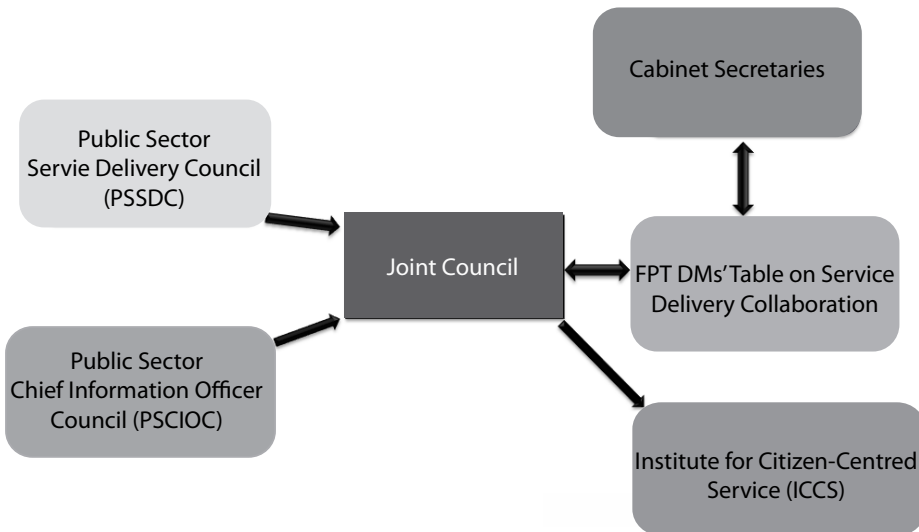 Cabinet Secretaries
Public Sector
Servie Delivery Council
(PSSDC)
Joint Council
FPT DMs' Table on Service
Delivery Collaboration
Public Sector
Chief Information Officer
Council (PSCIOC)
Institute for Citizen-Centred
Service (ICCS)